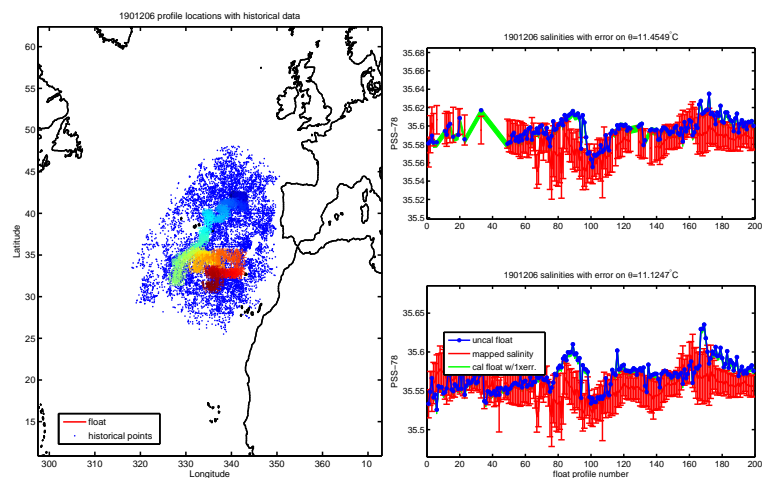 1901206 profile locations with historical data
60
55
50
45
40
35
30
25
20
15
Latitude
300 310 320 330 340 350 360 10
Longitude
float
historical points
1901206 salinities with error on θ=11.4549°C
35.68
35.66
35.64
35.62
35.6
35.58
35.56
35.54
35.52
35.5
PSS−78
0 20 40 60 80 100 120 140 160 180 200
1901206 salinities with error on θ=11.1247°C
35.65
35.6
35.55
35.5
PSS−78
uncal float
mapped salinity
cal float w/1xerr.
0 20 40 60 80 100 120 140 160 180 200
float profile number